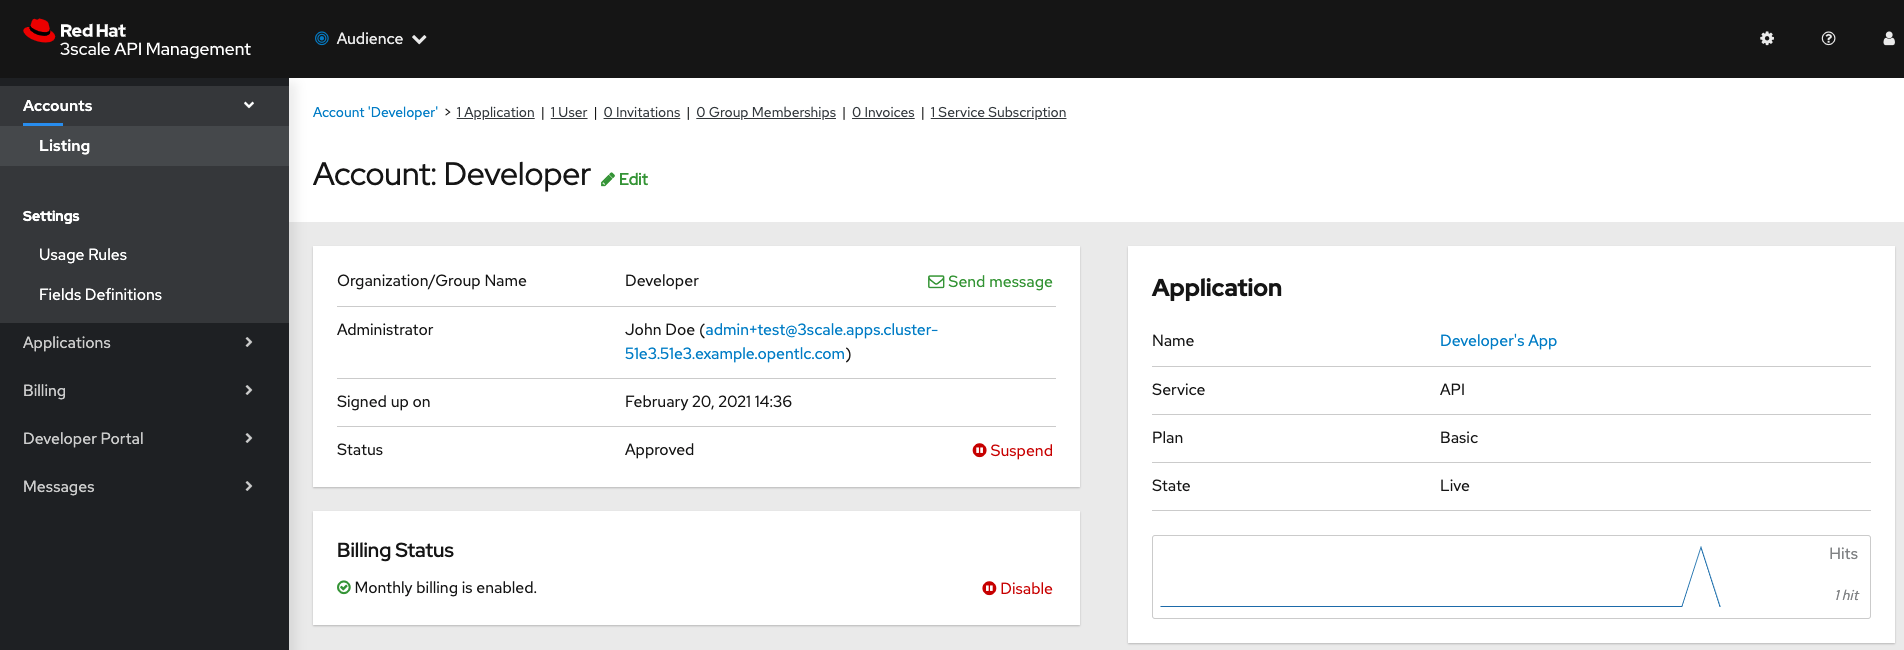 Red Hat
3scale API Management
Audience
Accounts
Listing
Settings
Usage Rules
Fields Definitions
Applications
Billing
Developer Portal
Messages
Account 'Developer' > 1 Application | 1 User | 0 Invitations | 0 Group Memberships | 0 Invoices | 1 Service Subscription
Account: Developer Edit
Organization/Group Name Developer Send message
Administrator John Doe (admin+test@3scale.apps.cluster-
51e3.51e3.example.opentlc.com)
Signed up on February 20, 2021 14:36
Status Approved Suspend
Billing Status
Monthly billing is enabled. Disable
Application
Name Developer's App
Service API
Plan Basic
State Live
Hits
1 hit